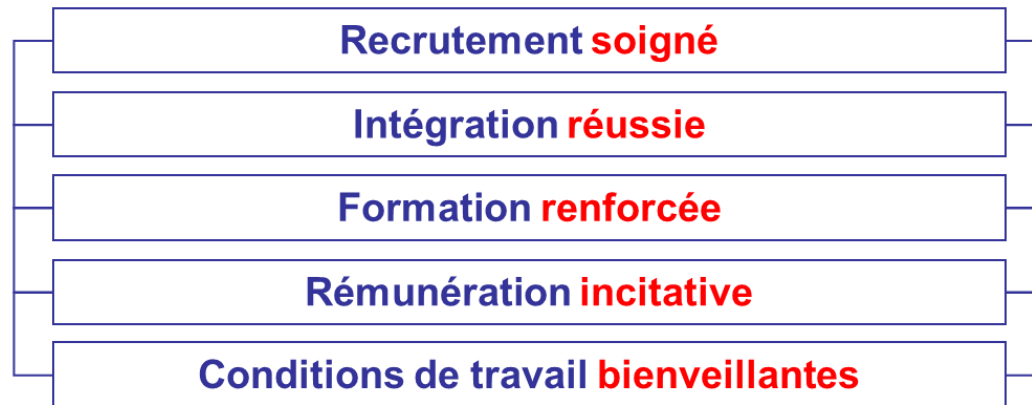 Recrutement soigné
Intégration réussie
Formation renforcée
Rémunération incitative
Conditions de travail bienveillantes